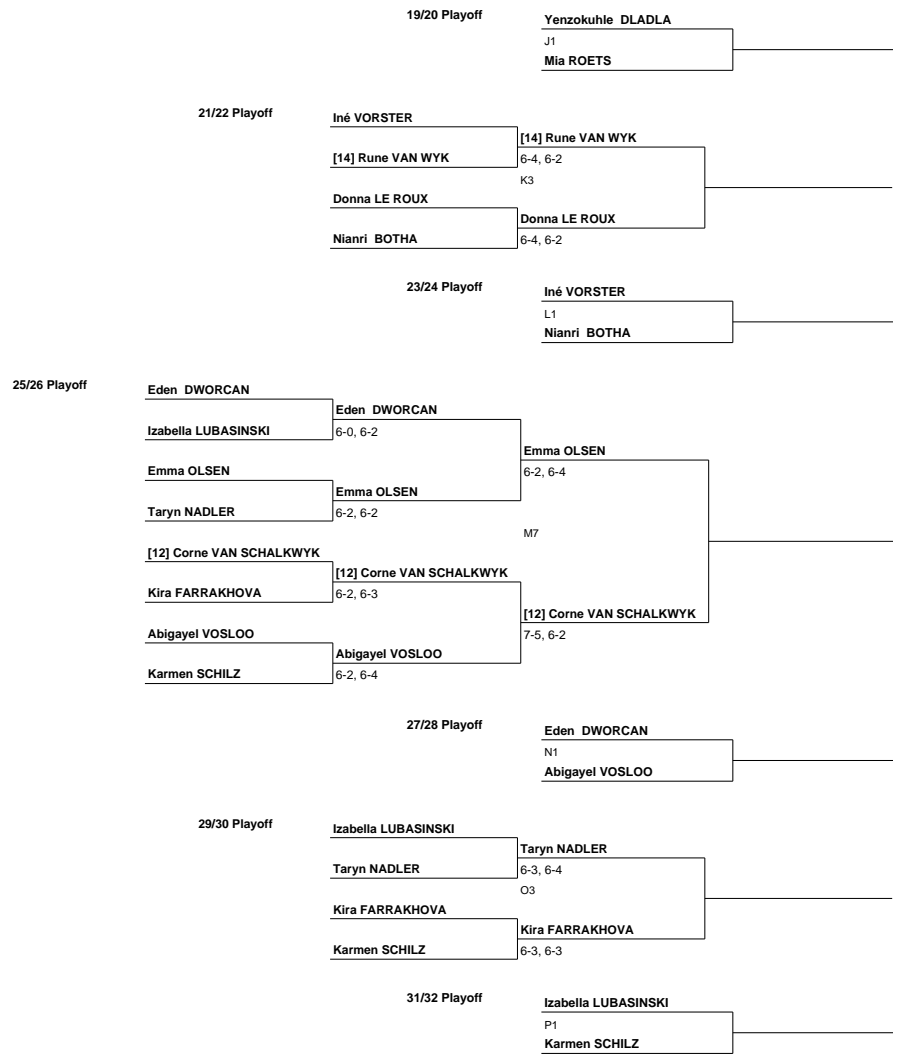 19/20 Playoff
Yenzokuhle DLADLA
J1
Mia ROETS
21/22 Playoff
Iné VORSTER
[14] Rune VAN WYK
[14] Rune VAN WYK
6-4, 6-2
K3
Donna LE ROUX
Donna LE ROUX
Nianri BOTHA
6-4, 6-2
23/24 Playoff
Iné VORSTER
L1
Nianri BOTHA
25/26 Playoff
Eden DWORCAN
Eden DWORCAN
Izabella LUBASINSKI
6-0, 6-2
Emma OLSEN
6-2, 6-4
Emma OLSEN
Emma OLSEN
Taryn NADLER
6-2, 6-2
M7
[12] Corne VAN SCHALKWYK
[12] Corne VAN SCHALKWYK
Kira FARRAKHOVA
6-2, 6-3
[12] Corne VAN SCHALKWYK
7-5, 6-2
Abigayel VOSLOO
Abigayel VOSLOO
Karmen SCHILZ
6-2, 6-4
27/28 Playoff
Eden DWORCAN
N1
Abigayel VOSLOO
29/30 Playoff
Izabella LUBASINSKI
Taryn NADLER
Taryn NADLER
6-3, 6-4
O3
Kira FARRAKHOVA
Kira FARRAKHOVA
Karmen SCHILZ
6-3, 6-3
31/32 Playoff
Izabella LUBASINSKI
P1
Karmen SCHILZ